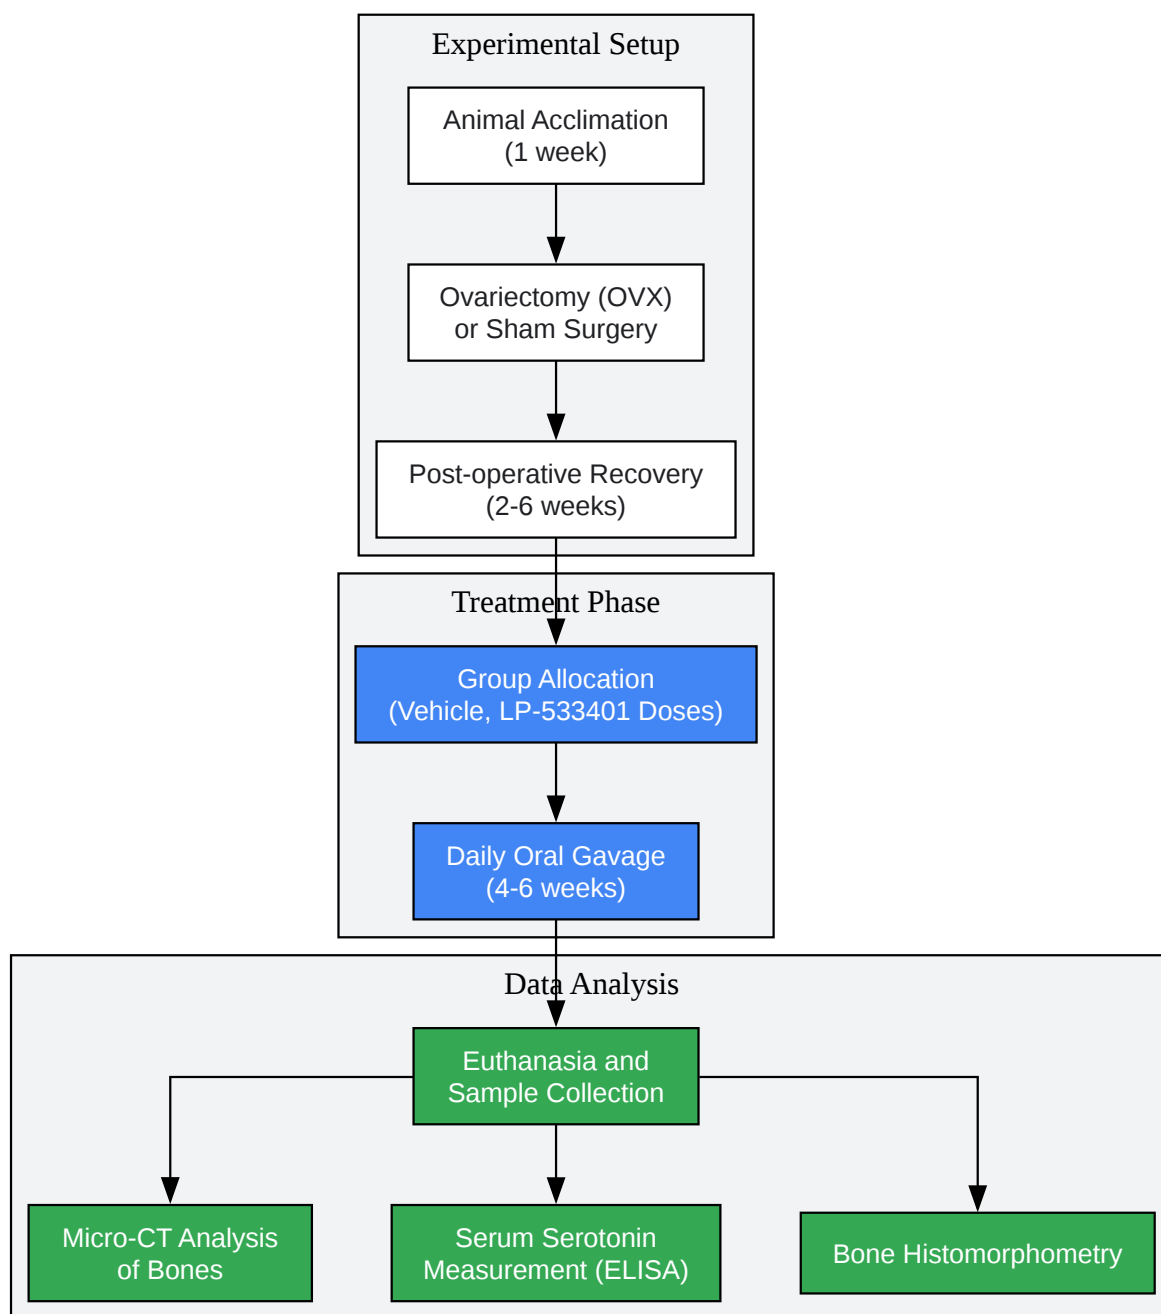 Experimental Setup
Animal Acclimation
(1 week)
Ovariectomy (OVX)
or Sham Surgery
Post-operative Recovery
(2-6 weeks)
Treatment Phase
Group Allocation
(Vehicle, LP-533401 Doses)
Daily Oral Gavage
(4-6 weeks)
Data Analysis
Euthanasia and
Sample Collection
Micro-CT Analysis
of Bones
Serum Serotonin
Measurement (ELISA)
Bone Histomorphometry